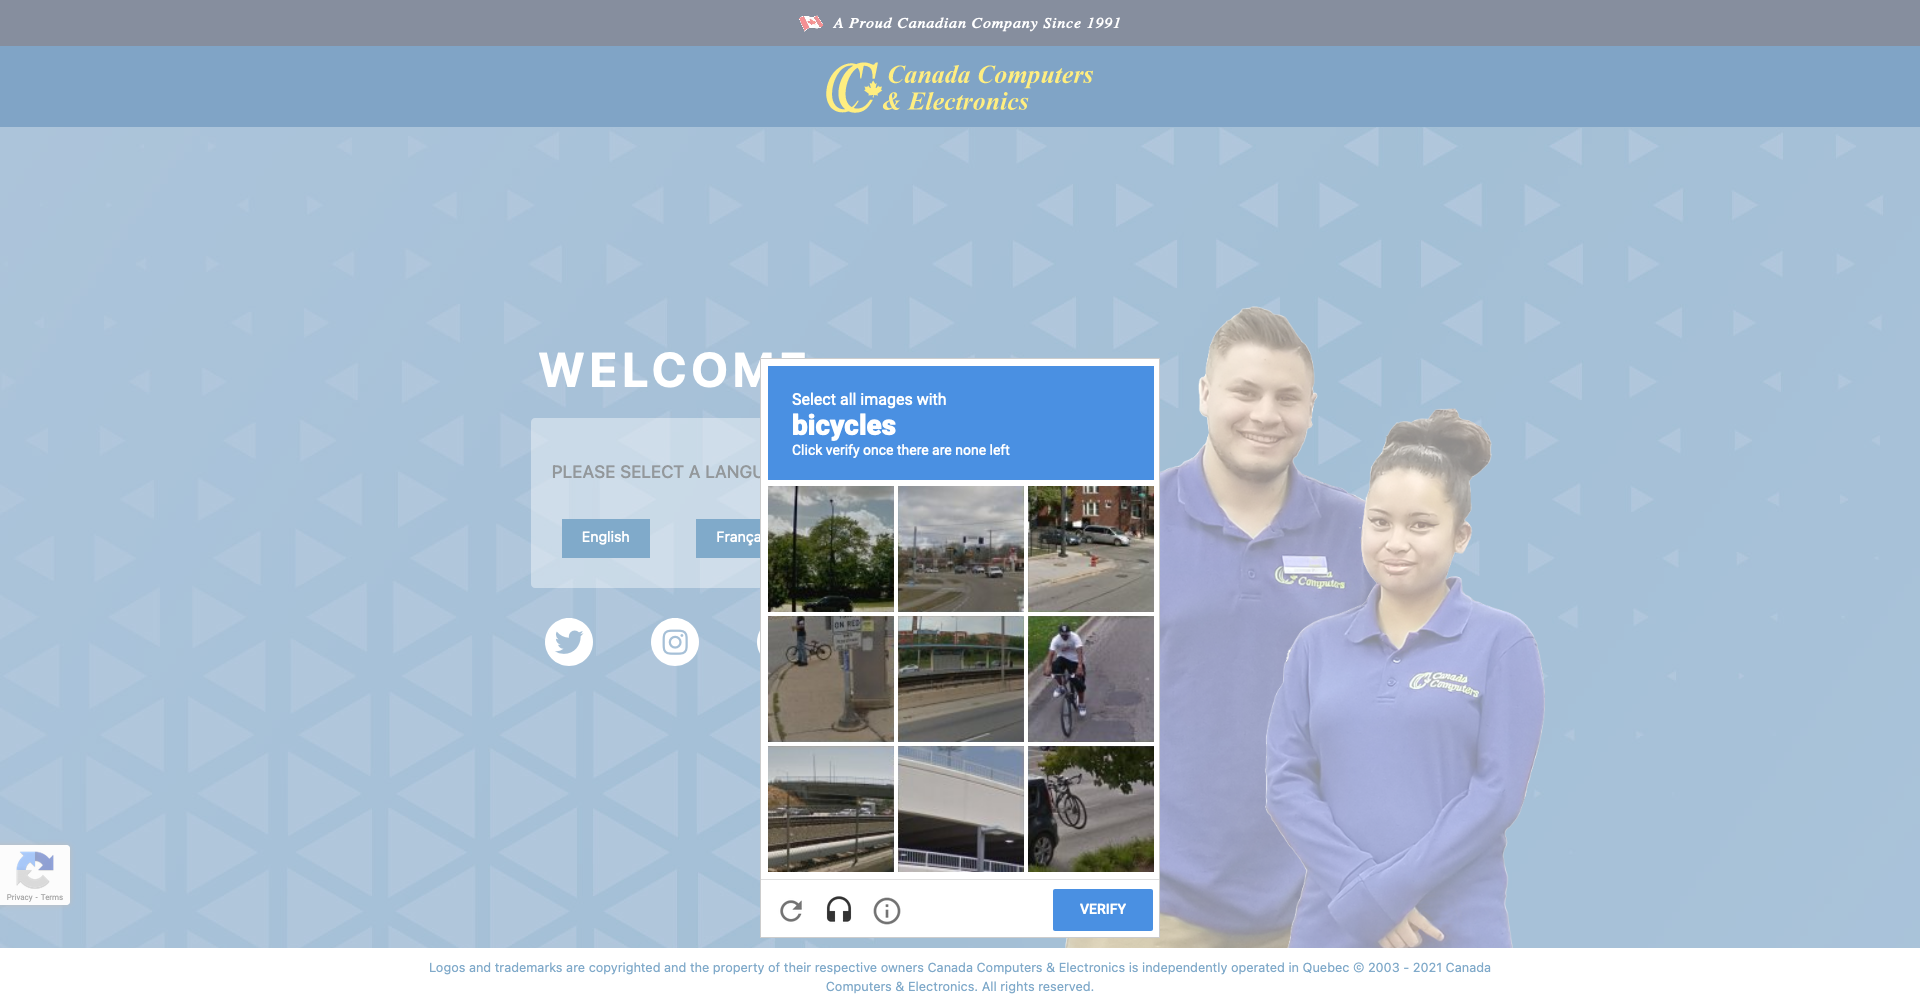 A Proud Canadian Company Since 1991
Canada Computers
& Electronics
WELCOME
PLEASE SELECT A LANGU
English
França
Select all images with
bicycles
Click verify once there are none left
ON RED
Canada
Computers
Canada
Computers
VERIFY
Privacy - Terms
Logos and trademarks are copyrighted and the property of their respective owners Canada Computers & Electronics is independently operated in Quebec © 2003 - 2021 Canada
Computers & Electronics. All rights reserved.